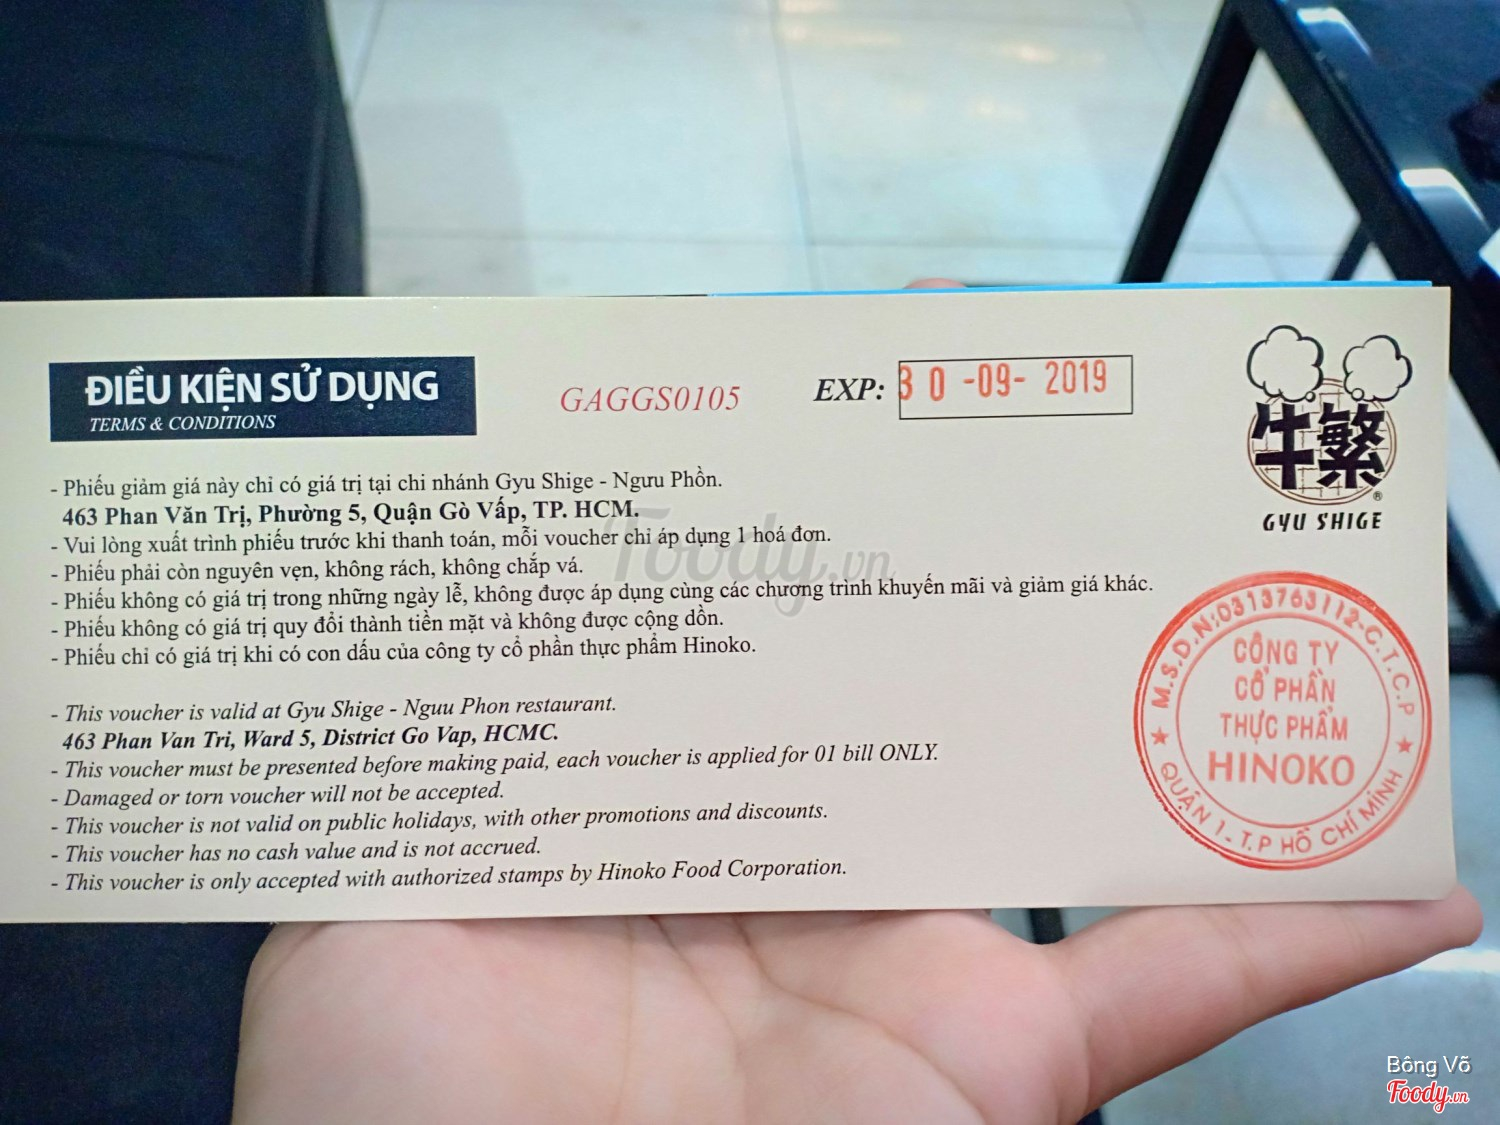 ĐIỀU KIỆN SỬ DỤNG
TERMS & CONDITIONS
GAGGS0105
EXP: 30 -09- 2019
牛繁
®
GYU SHIGE
- Phiếu giảm giá này chỉ có giá trị tại chi nhánh Gyu Shige - Ngưu Phồn.
463 Phan Văn Trị, Phường 5, Quận Gò Vấp, TP. HCM.
- Vui lòng xuất trình phiếu trước khi thanh toán, mỗi voucher chỉ áp dụng 1 hoá đơn.
- Phiếu phải còn nguyên vẹn, không rách, không chắp vá.
- Phiếu không có giá trị trong những ngày lễ, không được áp dụng cùng các chương trình khuyến mãi và giảm giá khác.
- Phiếu không có giá trị quy đổi thành tiền mặt và không được cộng dồn.
- Phiếu chỉ có giá trị khi có con dấu của công ty cổ phần thực phẩm Hinoko.
- This voucher is valid at Gyu Shige - Nguu Phon restaurant.
463 Phan Van Tri, Ward 5, District Go Vap, HCMC.
- This voucher must be presented before making paid, each voucher is applied for 01 bill ONLY.
- Damaged or torn voucher will not be accepted.
- This voucher is not valid on public holidays, with other promotions and discounts.
- This voucher has no cash value and is not accrued.
- This voucher is only accepted with authorized stamps by Hinoko Food Corporation.
M.S.D.N:0313763112-C.T.C.P
CÔNG TY
CỔ PHẦN
THỰC PHẨM
HINOKO
QUẬN 1 - T.P HỒ CHÍ MINH
Foody.vn
Bông Võ
Foody.vn